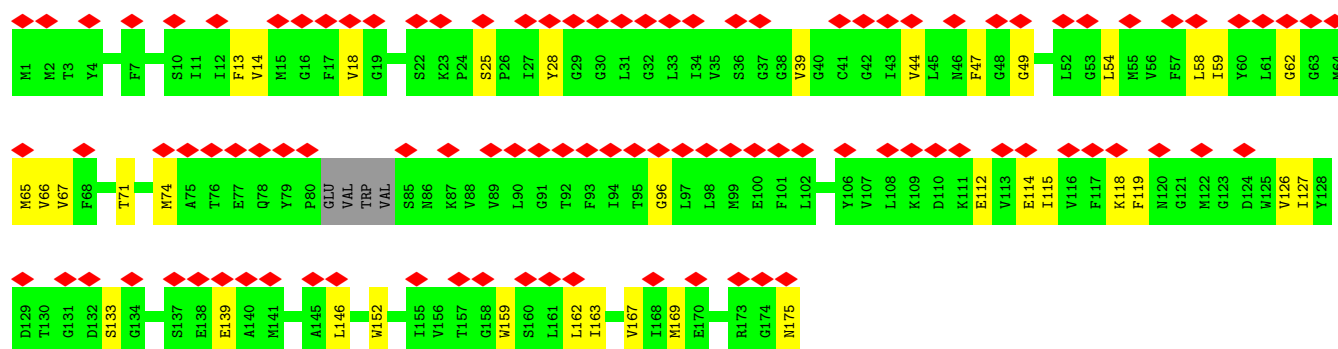 M1 M2 T3 Y4 F7 S10 I11 I12 F13 V14 M15 G16 F17 V18 G19 S22 K23 P24 S25 P26 I27 Y28 G29 G30 L31 G32 L33 I34 V35 S36 G37 G38 V39 G40 C41 G42 I43 V44 L45 N46 F47 G48 G49 L52 G53 L54 M55 V56 F57 L58 I59 Y60 L61 G62 G63 M64
M65 V66 V67 F68 T71 M74 A75 T76 E77 Q78 Y79 P80 GLU VAL TRP VAL S85 N86 K87 V88 V89 L90 G91 T92 F93 I94 T95 G96 L97 L98 M99 E100 F101 L102 Y106 V107 L108 K109 D110 K111 E112 V113 E114 I115 V116 F117 K118 F119 N120 G121 M122 G123 D124 W125 V126 I127 Y128
D129 T130 G131 D132 S133 G134 S137 E138 E139 A140 M141 A145 L146 W152 I155 V156 T157 G158 W159 S160 L161 L162 I163 V167 I168 M169 E170 R173 G174 N175